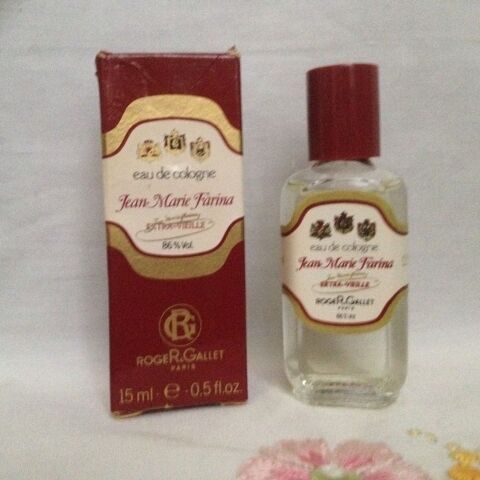 eau de cologne
Jean-Marie Farina
EXTRA-VIEILLE
86 % Vol.
RG
ROGER & GALLET
PARIS
15 ml - e - 0.5 fl.oz.
eau de cologne
Jean-Marie Farina
EXTRA-VIEILLE
ROGER & GALLET
PARIS